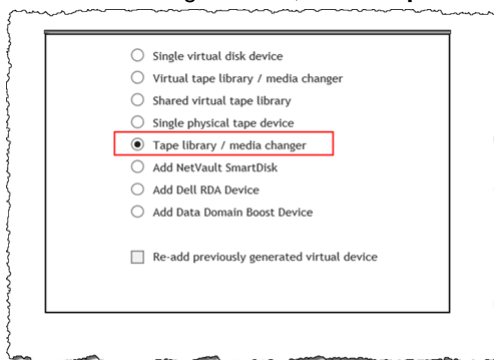 Single virtual disk device
Virtual tape library / media changer
Shared virtual tape library
Single physical tape device
Tape library / media changer
Add NetVault SmartDisk
Add Dell RDA Device
Add Data Domain Boost Device
Re-add previously generated virtual device